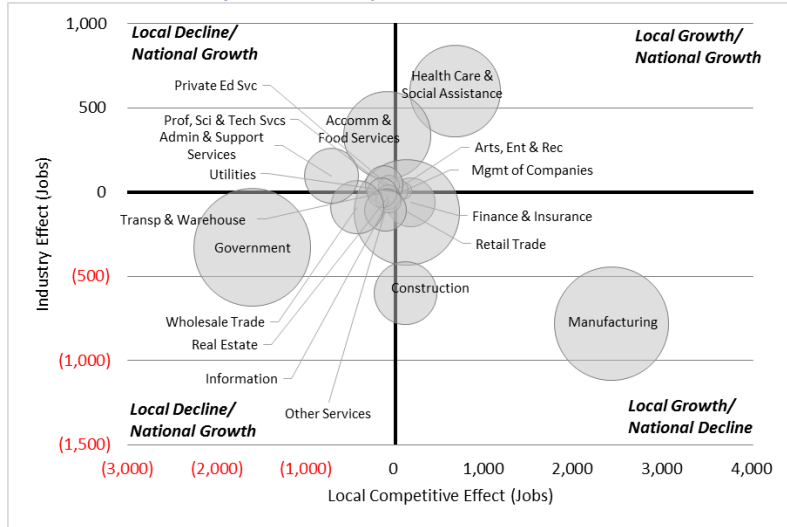 1,000
500
0
(500)
(1,000)
(1,500)
Industry Effect (Jobs)
Local Decline/
National Growth
Local Growth/
National Growth
Private Ed Svc
Health Care &
Social Assistance
Prof, Sci & Tech Svcs
Accomm &
Food Services
Admin & Support
Services
Arts, Ent & Rec
Utilities
Mgmt of Companies
Transp & Warehouse
Finance & Insurance
Government
Retail Trade
Construction
Wholesale Trade
Manufacturing
Real Estate
Information
Other Services
Local Decline/
National Growth
Local Growth/
National Decline
(3,000)
(2,000)
(1,000)
0
1,000
2,000
3,000
4,000
Local Competitive Effect (Jobs)